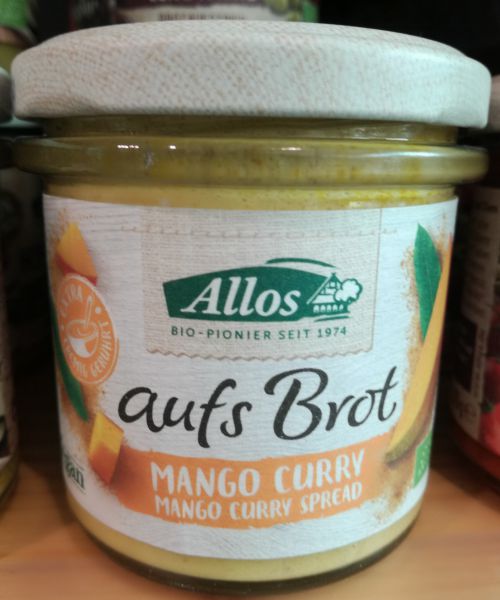 Allos
BIO-PIONIER SEIT 1974
aufs Brot
MANGO CURRY
MANGO CURRY SPREAD